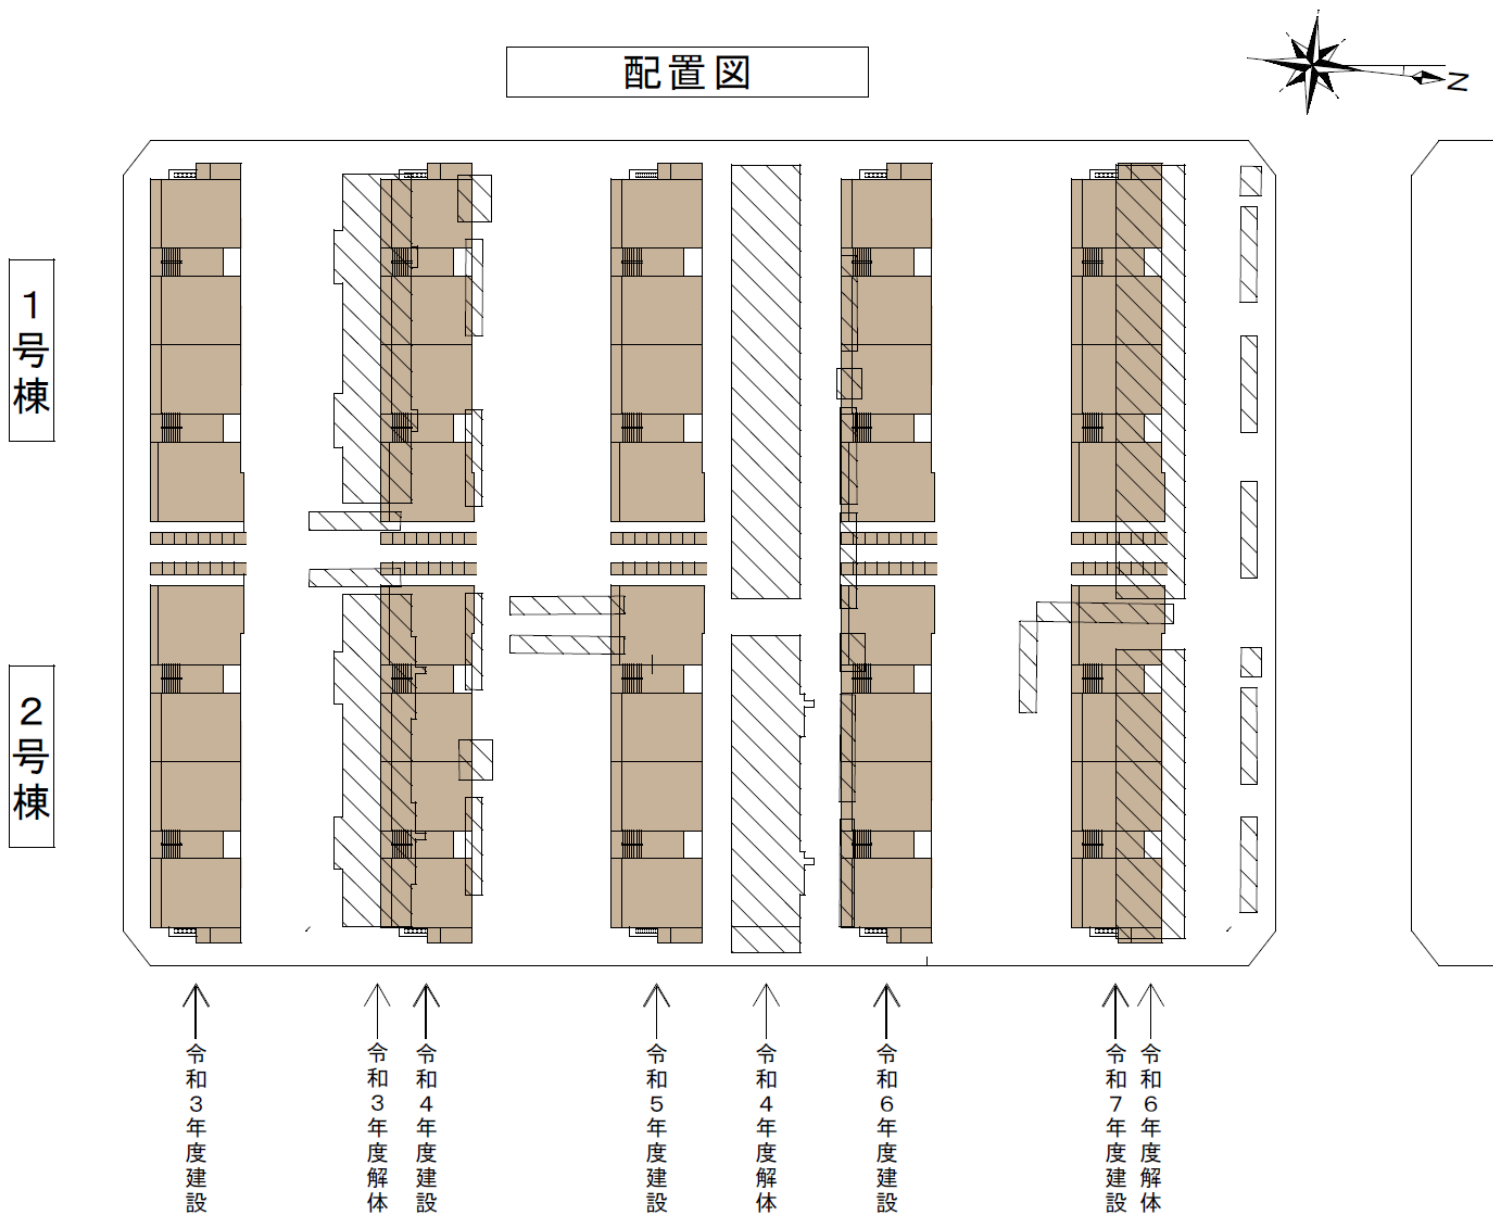 配置図
N
１号棟
２号棟
令和３年度建設
令和３年度解体
令和４年度建設
令和５年度建設
令和４年度解体
令和６年度建設
令和７年度建設
令和６年度解体